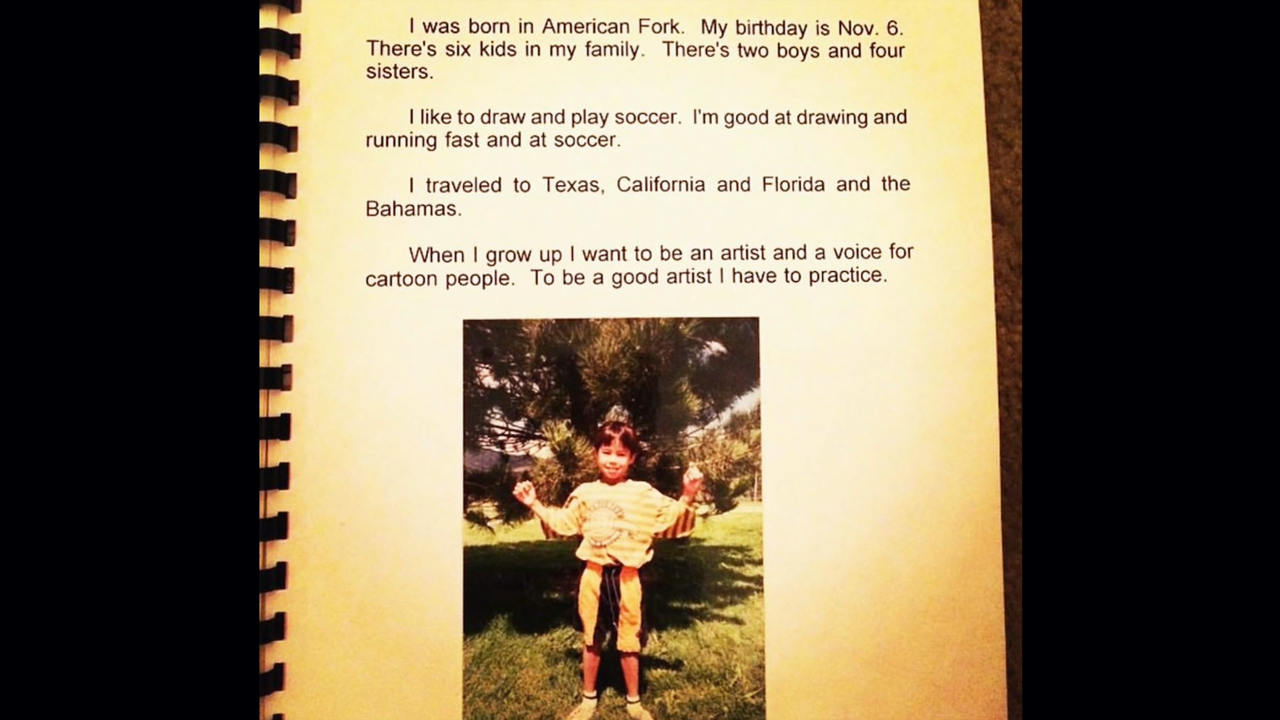 I was born in American Fork. My birthday is Nov. 6.
There's six kids in my family. There's two boys and four
sisters.
I like to draw and play soccer. I'm good at drawing and
running fast and at soccer.
I traveled to Texas, California and Florida and the
Bahamas.
When I grow up I want to be an artist and a voice for
cartoon people. To be a good artist I have to practice.